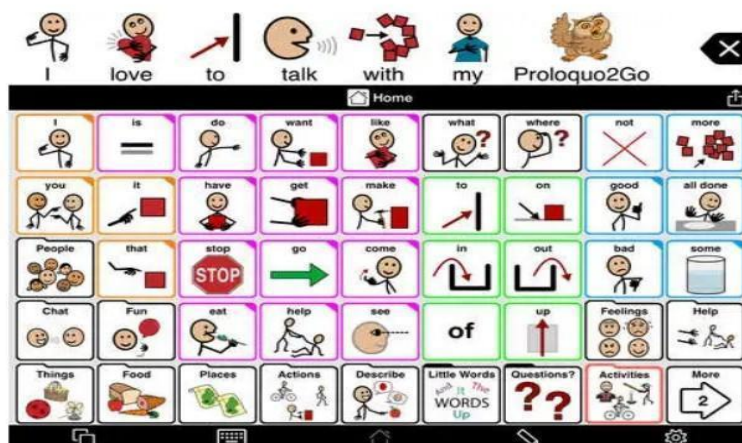 I love to talk with my Proloquo2Go
Home
I is do want like what where not more
you it have get make to on good all done
People that stop go come in out bad some
STOP
Chat Fun eat help see of up Feelings Help
Things Food Places Actions Describe Little Words Questions? Activities More
And It The
WORDS
Up
??
2